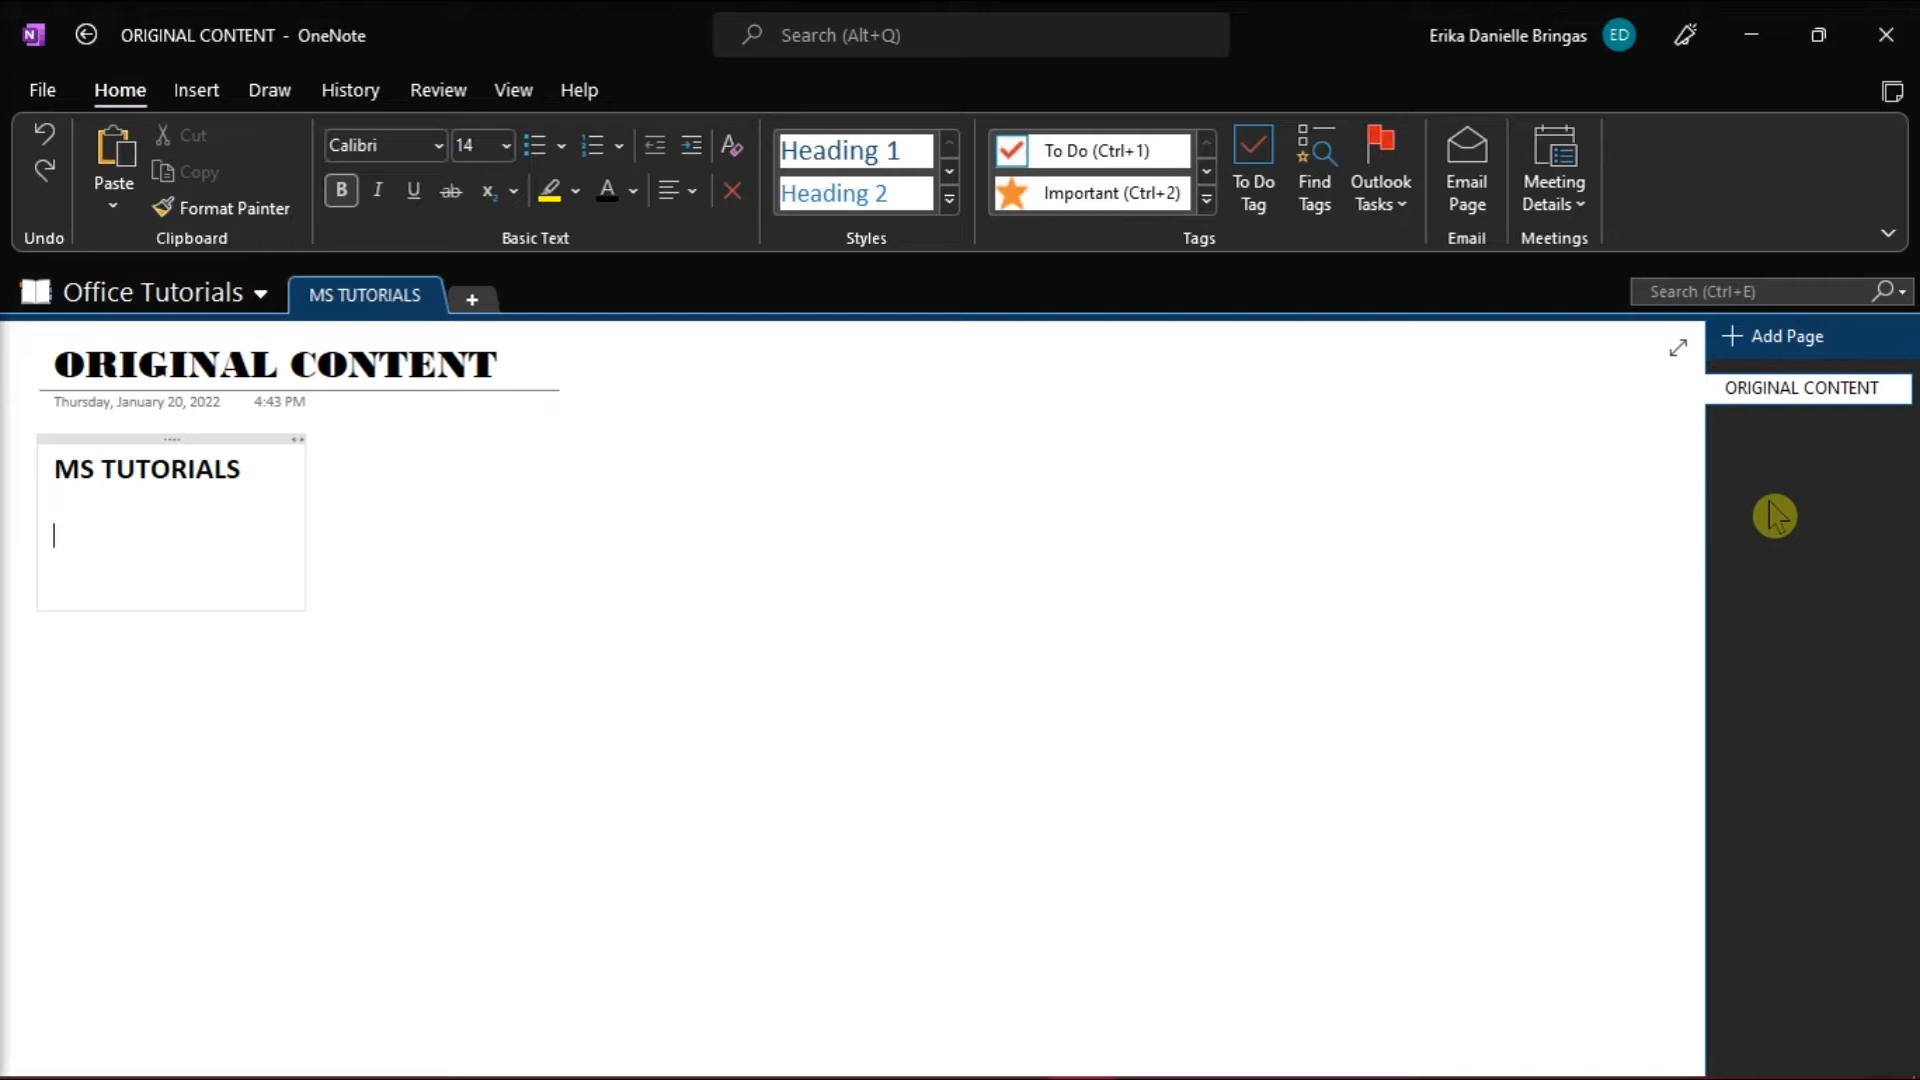 ORIGINAL CONTENT - OneNote
Search (Alt+Q)
Erika Danielle Bringas ED
File Home Insert Draw History Review View Help
Paste
Cut
Copy
Format Painter
Calibri 14
Heading 1
Heading 2
To Do (Ctrl+1)
Important (Ctrl+2)
To Do
Tag
Find
Tags
Outlook
Tasks
Email
Page
Meeting
Details
Undo Clipboard Basic Text Styles Tags Email Meetings
Office Tutorials MS TUTORIALS + Search (Ctrl+E)
Add Page
ORIGINAL CONTENT
ORIGINAL CONTENT
Thursday, January 20, 2022 4:43 PM
MS TUTORIALS